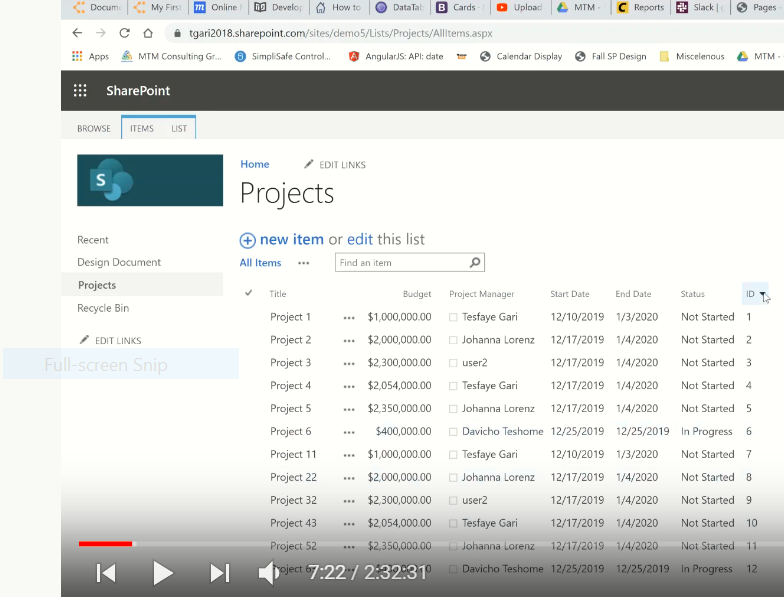 Docume
My First
Online
Develop
How to
DataTab
Cards -
Upload
MTM -
Reports
Slack |
Pages -
tgari2018.sharepoint.com/sites/demo5/Lists/Projects/AllItems.aspx
Apps MTM Consulting Gr... SimpliSafe Control... AngularJS: API: date Calendar Display Fall SP Design Miscelenous MTM -
SharePoint
BROWSE ITEMS LIST
S
Home EDIT LINKS
Projects
Recent
Design Document
Projects
Recycle Bin
EDIT LINKS
Full-screen Snip
new item or edit this list
All Items ••• Find an item
Title Budget Project Manager Start Date End Date Status ID
Project 1 ••• $1,000,000.00 Tesfaye Gari 12/10/2019 1/3/2020 Not Started 1
Project 2 ••• $2,000,000.00 Johanna Lorenz 12/17/2019 1/4/2020 Not Started 2
Project 3 ••• $2,300,000.00 user2 12/17/2019 1/4/2020 Not Started 3
Project 4 ••• $2,054,000.00 Tesfaye Gari 12/17/2019 1/4/2020 Not Started 4
Project 5 ••• $2,350,000.00 Johanna Lorenz 12/17/2019 1/4/2020 Not Started 5
Project 6 ••• $400,000.00 Davicho Teshome 12/25/2019 12/25/2019 In Progress 6
Project 11 ••• $1,000,000.00 Tesfaye Gari 12/10/2019 1/3/2020 Not Started 7
Project 22 ••• $2,000,000.00 Johanna Lorenz 12/17/2019 1/4/2020 Not Started 8
Project 32 ••• $2,300,000.00 user2 12/17/2019 1/4/2020 Not Started 9
Project 43 ••• $2,054,000.00 Tesfaye Gari 12/17/2019 1/4/2020 Not Started 10
Project 52 ••• $2,350,000.00 Johanna Lorenz 12/17/2019 1/4/2020 Not Started 11
Davicho Teshome 12/25/2019 12/25/2019 In Progress 12
7:22 / 2:32:31